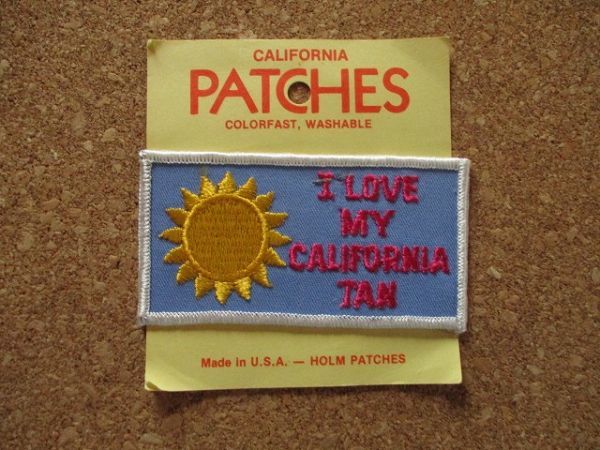 CALIFORNIA
PATCHES
COLORFAST, WASHABLE
I LOVE
MY
CALIFORNIA
TAN
Made in U.S.A. — HOLM PATCHES